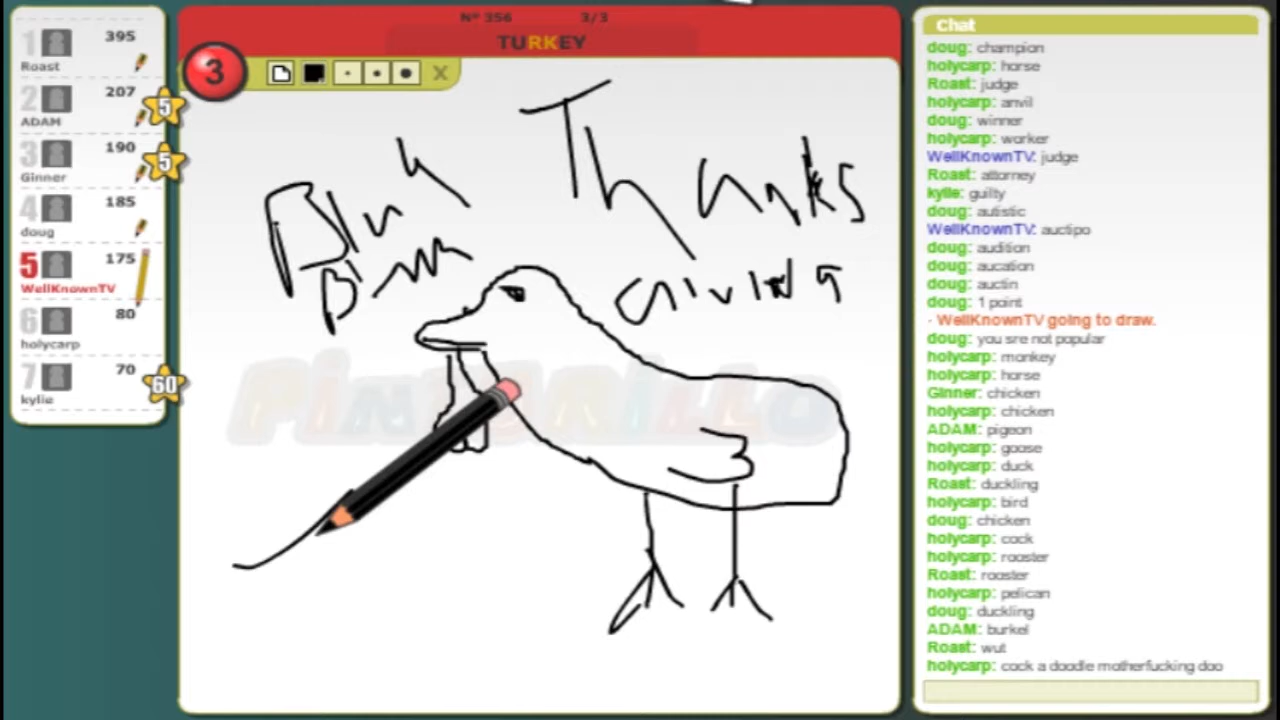 1 395
Roast
2 207
ADAM
5
3 190
Ginner
5
4 185
doug
5 175
WellKnownTV
6 80
holycarp
7 70
kylie
60
Nº 356 3/3
TURKEY
3
X
Thanks
Chat
doug: champion
holycarp: horse
Roast: judge
holycarp: anvil
doug: winner
holycarp: worker
WellKnownTV: judge
Roast: attorney
kylie: guilty
doug: autistic
WellKnownTV: auctipo
doug: audition
doug: aucation
doug: auctin
doug: 1 point
· WellKnownTV going to draw.
doug: you sre not popular
holycarp: monkey
holycarp: horse
Ginner: chicken
holycarp: chicken
ADAM: pigeon
holycarp: goose
holycarp: duck
Roast: duckling
holycarp: bird
doug: chicken
holycarp: cock
holycarp: rooster
Roast: rooster
holycarp: pelican
doug: duckling
ADAM: burkel
Roast: wut
holycarp: cock a doodle motherfucking doo